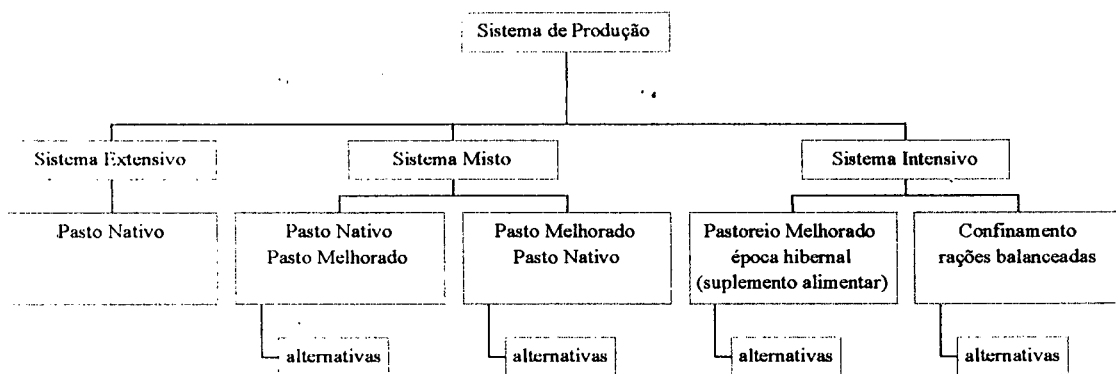 Sistema de Produção
Sistema Extensivo
Sistema Misto
Sistema Intensivo
Pasto Nativo
Pasto Nativo
Pasto Melhorado
Pasto Melhorado
Pasto Nativo
Pastoreio Melhorado
época hibernal
(suplemento alimentar)
Confinamento
rações balanceadas
alternativas
alternativas
alternativas
alternativas